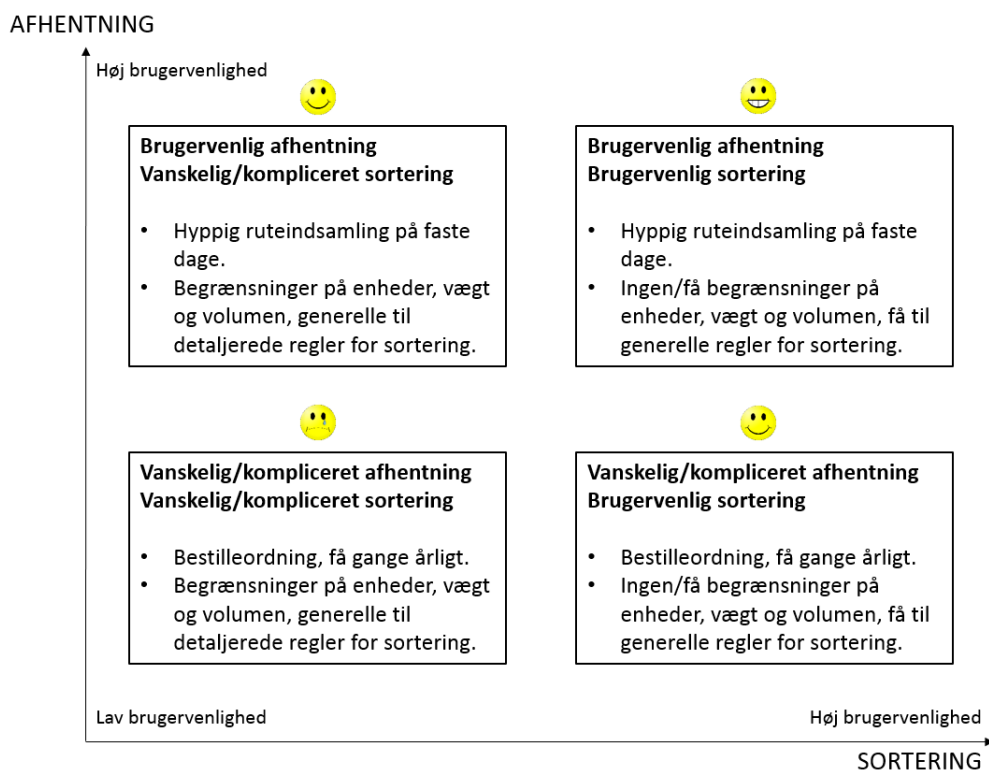 AFHENTNING
Høj brugervenlighed
Brugervenlig afhentning
Vanskelig/kompliceret sortering
• Hyppig ruteindsamling på faste
dage.
• Begrænsninger på enheder, vægt
og volumen, generelle til
detaljerede regler for sortering.
Brugervenlig afhentning
Brugervenlig sortering
• Hyppig ruteindsamling på faste
dage.
• Ingen/få begrænsninger på
enheder, vægt og volumen, få til
generelle regler for sortering.
Vanskelig/kompliceret afhentning
Vanskelig/kompliceret sortering
• Bestilleordning, få gange årligt.
• Begrænsninger på enheder, vægt
og volumen, generelle til
detaljerede regler for sortering.
Vanskelig/kompliceret afhentning
Brugervenlig sortering
• Bestilleordning, få gange årligt.
• Ingen/få begrænsninger på
enheder, vægt og volumen, få til
generelle regler for sortering.
Lav brugervenlighed
Høj brugervenlighed
SORTERING